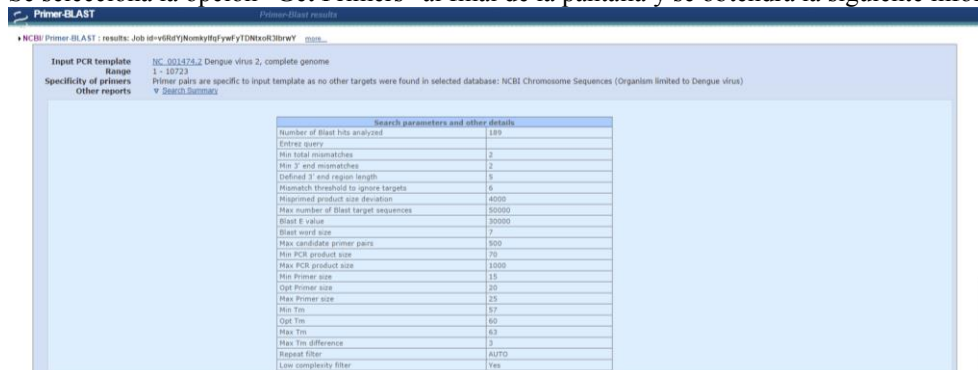 Se selecciona la opción "Get Primers" al final de la pantalla y se obtendrá la siguiente
Primer-BLAST Primer-Blast results
NCBI/ Primer-BLAST : results: Job more...
Input PCR template NC_001474.2 Dengue virus 2, complete genome
Range 1 - 10723
Specificity of primers Primer pairs are specific to input template as no other targets were found in selected database: NCBI Chromosome Sequences (Organism limited to Dengue virus)
Other reports Search Summary
Search parameters and other details
Number of Blast hits analyzed 189
Entrez query
Min total mismatches 2
Min 3' end mismatches 2
Defined 3' end region length 5
Mismatch threshold to ignore targets 6
Misprimed product size deviation 4000
Max number of Blast target sequences 50000
Blast E value 30000
Blast word size 7
Max candidate primer pairs 500
Min PCR product size 70
Max PCR product size 1000
Min Primer size 15
Opt Primer size 20
Max Primer size 25
Min Tm 57
Opt Tm 60
Max Tm 63
Max Tm difference 3
Repeat filter AUTO
Low complexity filter Yes